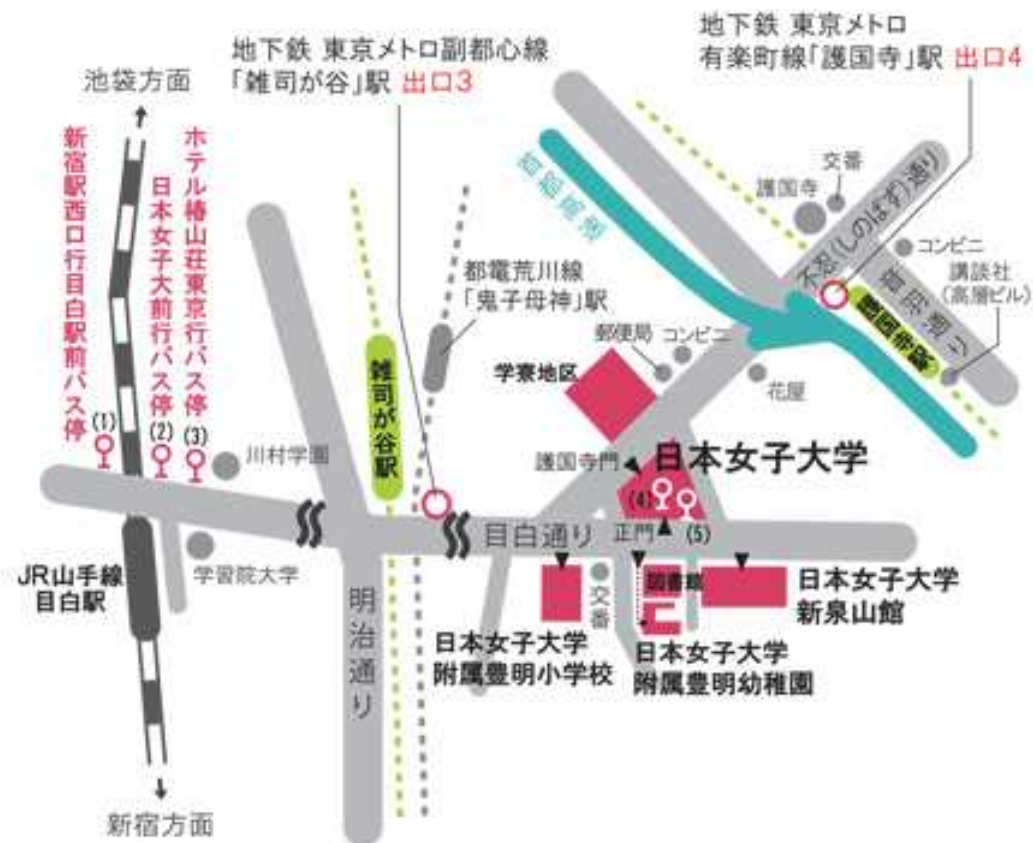 地下鉄 東京メトロ副都心線
「雑司が谷」駅 出口3
地下鉄 東京メトロ
有楽町線「護国寺」駅 出口4
池袋方面
新宿駅西口行目白駅前バス停
(1)
日本女子大前行バス停
(2)
ホテル椿山荘東京行バス停
(3)
首都高速
交番
護国寺
不忍(しのばず)通り
コンビニ
音羽通り
講談社
(高層ビル)
護国寺駅
都電荒川線
「鬼子母神」駅
郵便局
コンビニ
学寮地区
花屋
雑司が谷駅
川村学園
護国寺門
日本女子大学
(4)
(5)
目白通り
正門
学習院大学
JR山手線
目白駅
明治通り
交番
図書館
日本女子大学
附属豊明小学校
日本女子大学
附属豊明幼稚園
日本女子大学
新泉山館
新宿方面